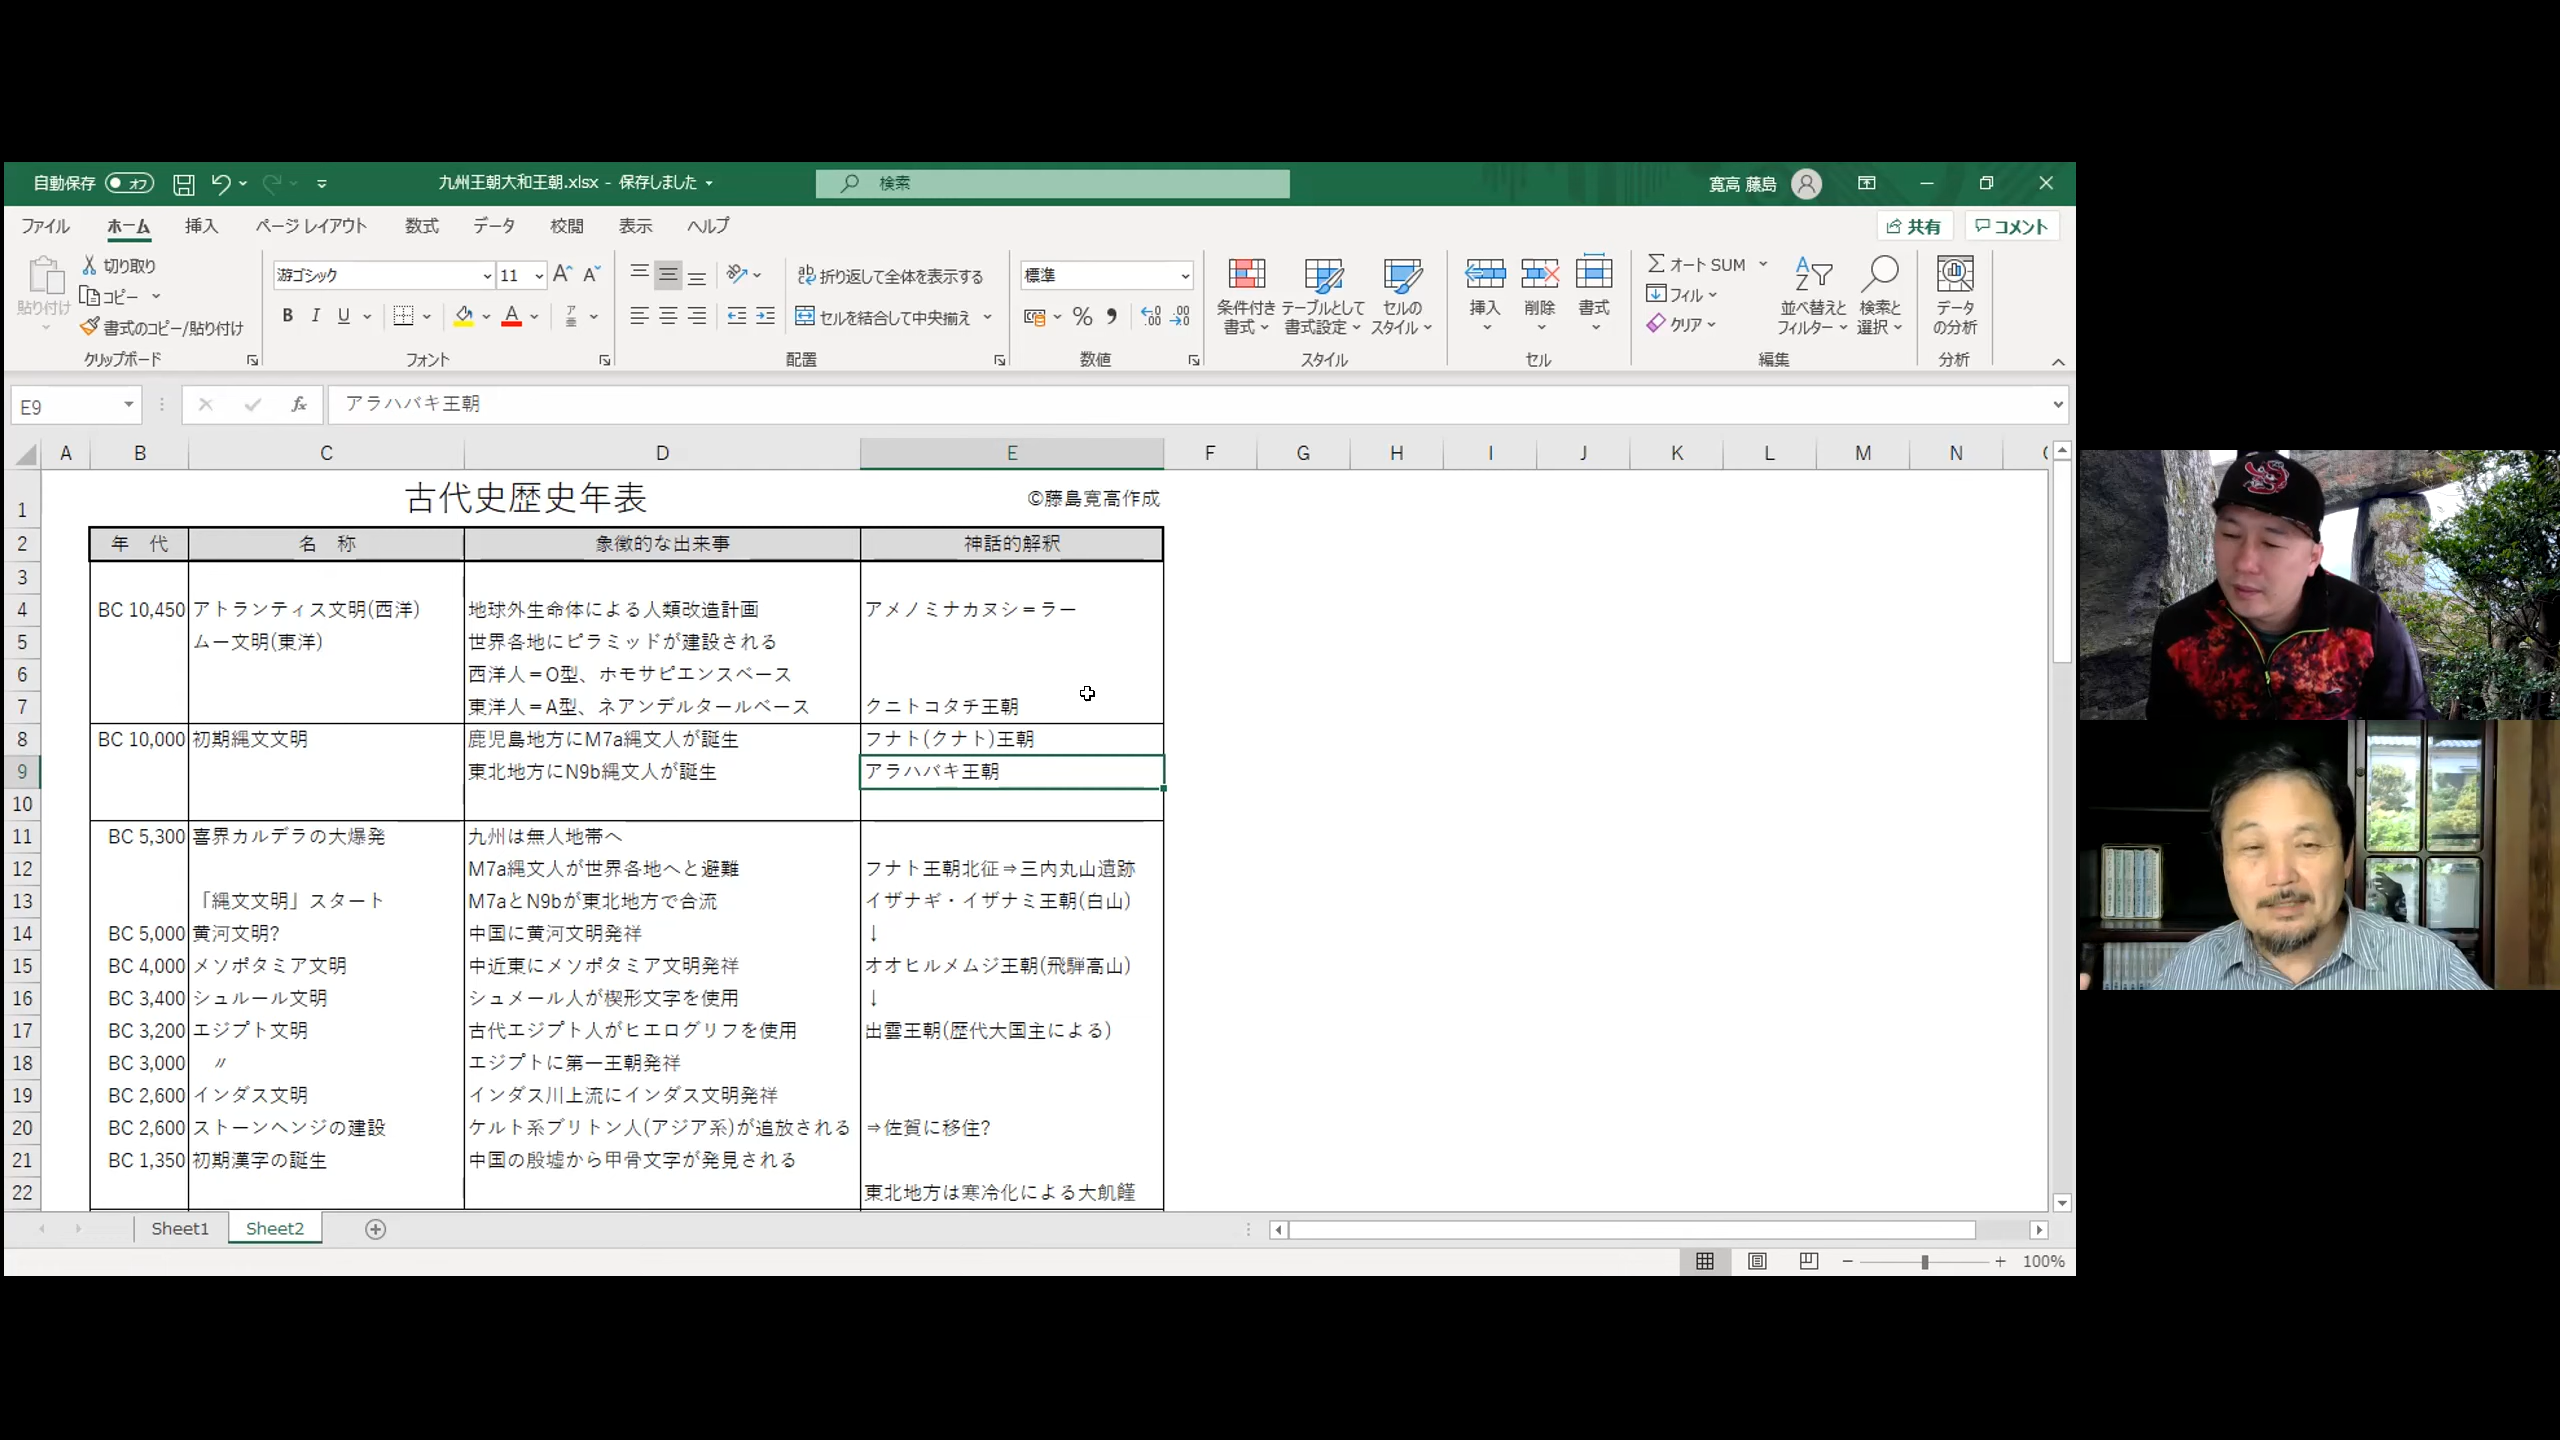 自動保存 オフ 九州王朝大和王朝.xlsx - 保存しました 検索 寛高 藤島
ファイル ホーム 挿入 ページ レイアウト 数式 データ 校閲 表示 ヘルプ 共有 コメント
貼り付け 切り取り コピー 書式のコピー/貼り付け クリップボード
游ゴシック 11 B I U フォント
折り返して全体を表示する セルを結合して中央揃え 配置
標準 % 数値
条件付き書式 テーブルとして書式設定 セルのスタイル スタイル
挿入 削除 書式 セル
オート SUM フィル クリア 並べ替えとフィルター 検索と選択 編集
データの分析 分析
E9 fx アラハバキ王朝
A B C D E F G H I J K L M N
1 古代史歴史年表 ©藤島寛高作成
2 年 代 名 称 象徴的な出来事 神話的解釈
3
4 BC 10,450 アトランティス文明(西洋) 地球外生命体による人類改造計画 アメノミナカヌシ=ラー
5 ムー文明(東洋) 世界各地にピラミッドが建設される
6 西洋人=O型、ホモサピエンスベース
7 東洋人=A型、ネアンデルタールベース クニトコタチ王朝
8 BC 10,000 初期縄文文明 鹿児島地方にM7a縄文人が誕生 フナト(クナト)王朝
9 東北地方にN9b縄文人が誕生 アラハバキ王朝
10
11 BC 5,300 喜界カルデラの大爆発 九州は無人地帯へ
12 M7a縄文人が世界各地へと避難 フナト王朝北征⇒三内丸山遺跡
13 「縄文文明」スタート M7aとN9bが東北地方で合流 イザナギ・イザナミ王朝(白山)
14 BC 5,000 黄河文明? 中国に黄河文明発祥 ↓
15 BC 4,000 メソポタミア文明 中近東にメソポタミア文明発祥 オオヒルメムジ王朝(飛騨高山)
16 BC 3,400 シュルール文明 シュメール人が楔形文字を使用 ↓
17 BC 3,200 エジプト文明 古代エジプト人がヒエログリフを使用 出雲王朝(歴代大国主による)
18 BC 3,000 〃 エジプトに第一王朝発祥
19 BC 2,600 インダス文明 インダス川上流にインダス文明発祥
20 BC 2,600 ストーンヘンジの建設 ケルト系ブリトン人(アジア系)が追放される ⇒佐賀に移住?
21 BC 1,350 初期漢字の誕生 中国の殷墟から甲骨文字が発見される
22 東北地方は寒冷化による大飢饉
Sheet1 Sheet2
100%